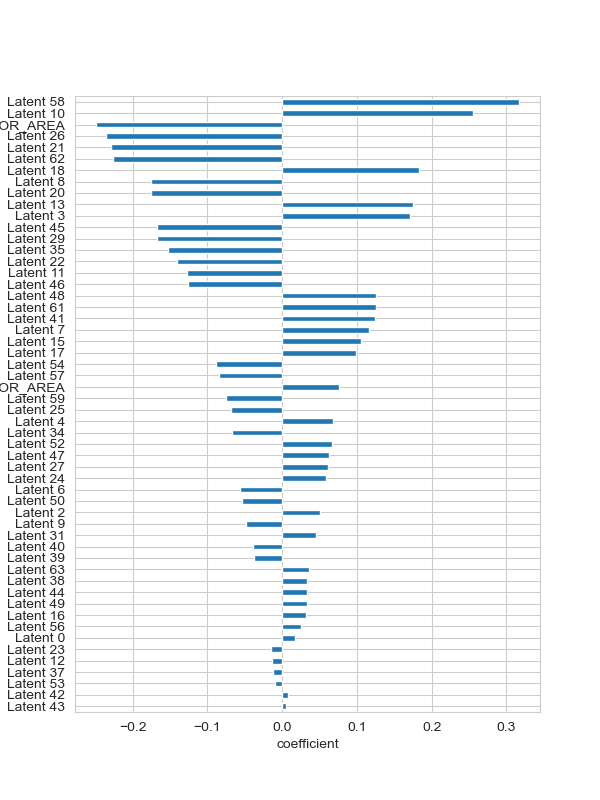 Latent 58
Latent 10
OR_AREA
Latent 26
Latent 21
Latent 62
Latent 18
Latent 8
Latent 20
Latent 13
Latent 3
Latent 45
Latent 29
Latent 35
Latent 22
Latent 11
Latent 46
Latent 48
Latent 61
Latent 41
Latent 7
Latent 15
Latent 17
Latent 54
Latent 57
OR_AREA
Latent 59
Latent 25
Latent 4
Latent 34
Latent 52
Latent 47
Latent 27
Latent 24
Latent 6
Latent 50
Latent 2
Latent 9
Latent 31
Latent 40
Latent 39
Latent 63
Latent 38
Latent 44
Latent 49
Latent 16
Latent 56
Latent 0
Latent 23
Latent 12
Latent 37
Latent 53
Latent 42
Latent 43
−0.2 −0.1 0.0 0.1 0.2 0.3
coefficient